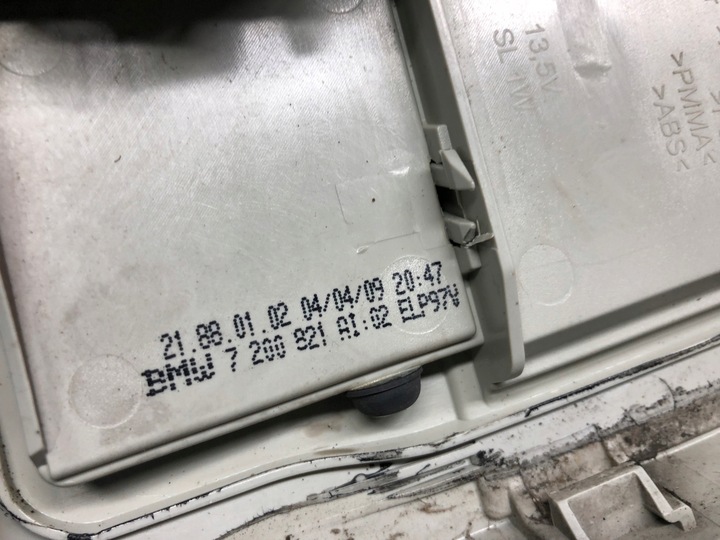 13,5V
SL 1W
>PMMA<
>ABS<
21.88.01.02 04/04/09 20:47
BMW 7 200 821 AI:02 ELP97V